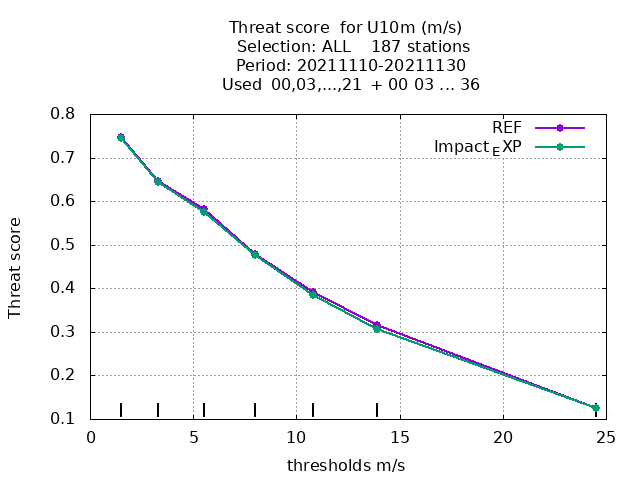 Threat score for U10m (m/s)
Selection: ALL 187 stations
Period: 20211110-20211130
Used 00,03,...,21 + 00 03 ... 36
REF
Impact_EXP
Threat score
0.8
0.7
0.6
0.5
0.4
0.3
0.2
0.1
0 5 10 15 20 25
thresholds m/s